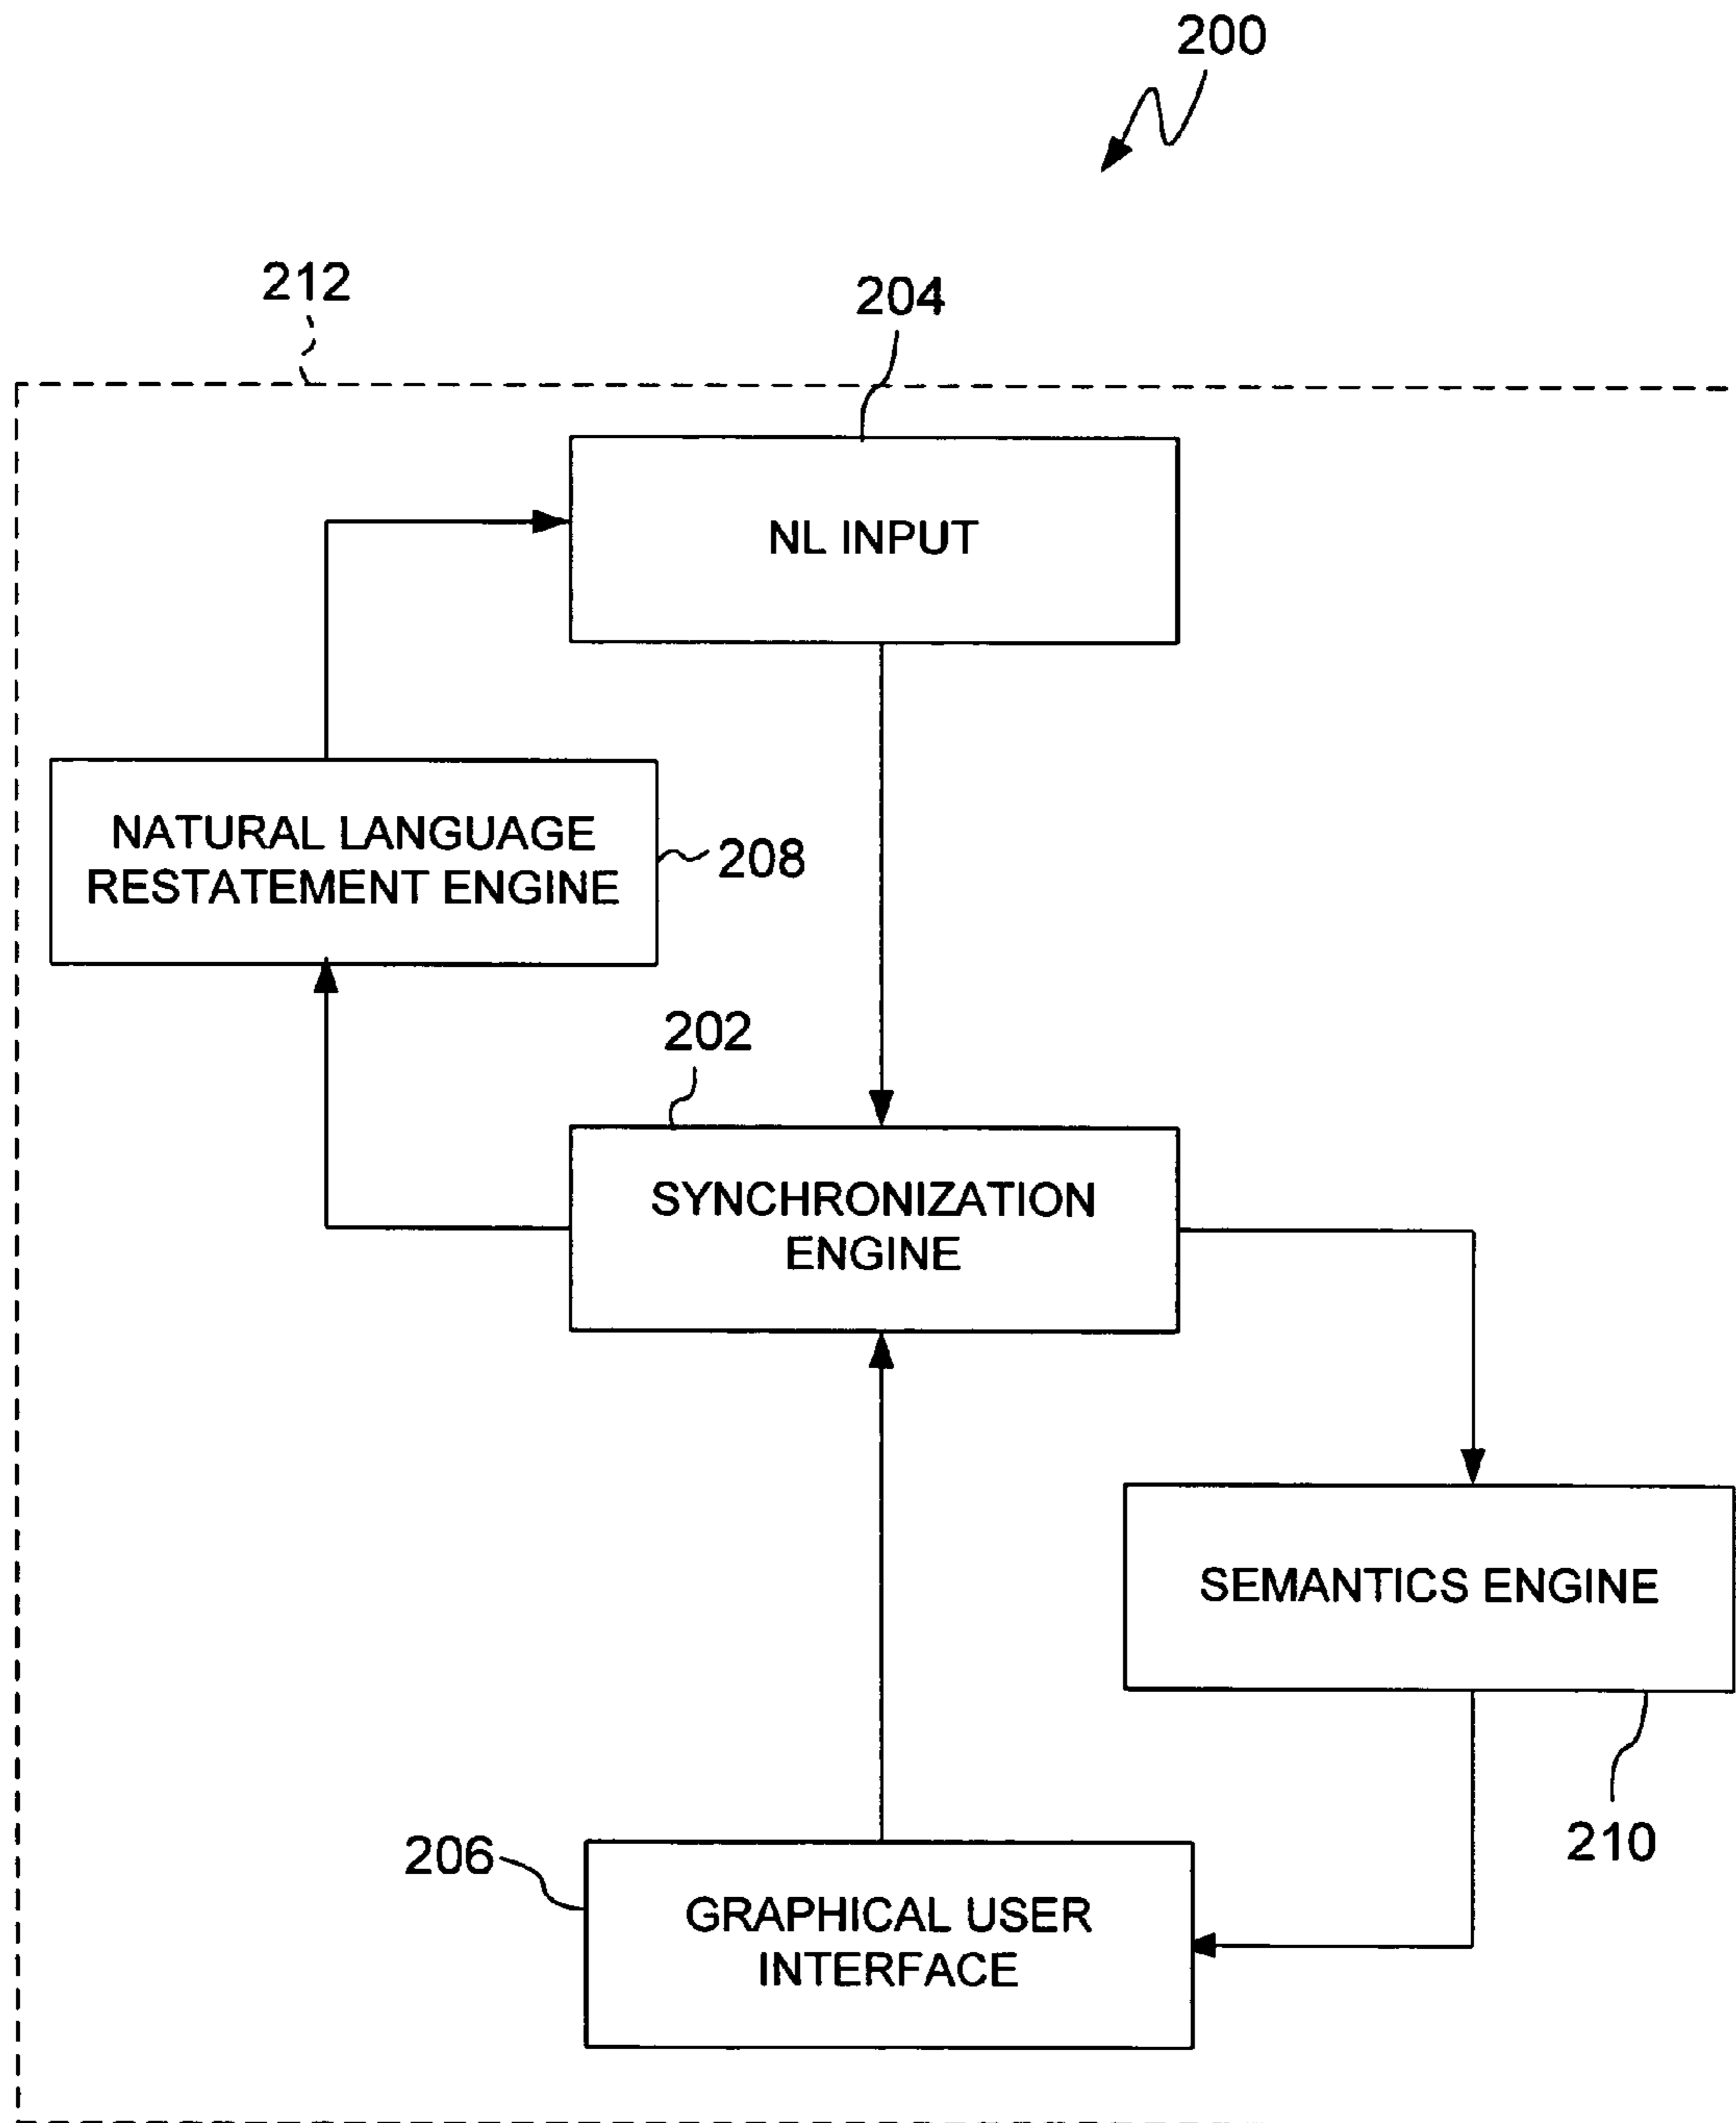 200
212
204
NL INPUT
NATURAL LANGUAGE
RESTATEMENT ENGINE
208
202
SYNCHRONIZATION
ENGINE
SEMANTICS ENGINE
210
206
GRAPHICAL USER
INTERFACE